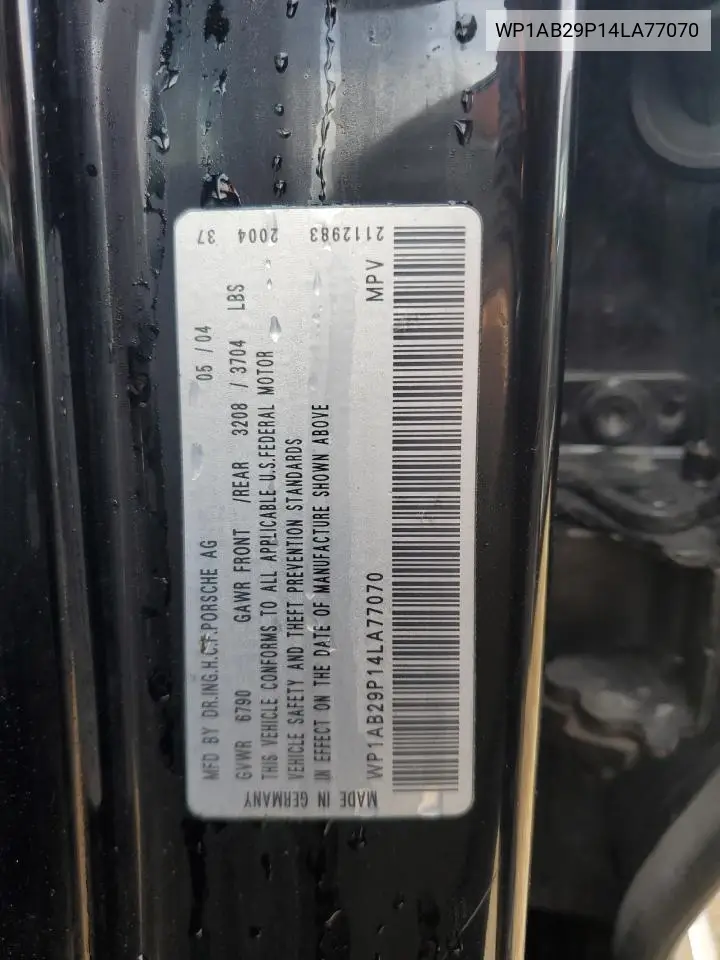 WP1AB29P14LA77070
MFD BY DR.ING.H.C.F.PORSCHE AG 05 / 04
GVWR 6790 GAWR FRONT /REAR 3208 / 3704 LBS
THIS VEHICLE CONFORMS TO ALL APPLICABLE U.S.FEDERAL MOTOR
VEHICLE SAFETY AND THEFT PREVENTION STANDARDS
IN EFFECT ON THE DATE OF MANUFACTURE SHOWN ABOVE
WP1AB29P14LA77070 MPV
MADE IN GERMANY
37 2004 2112983